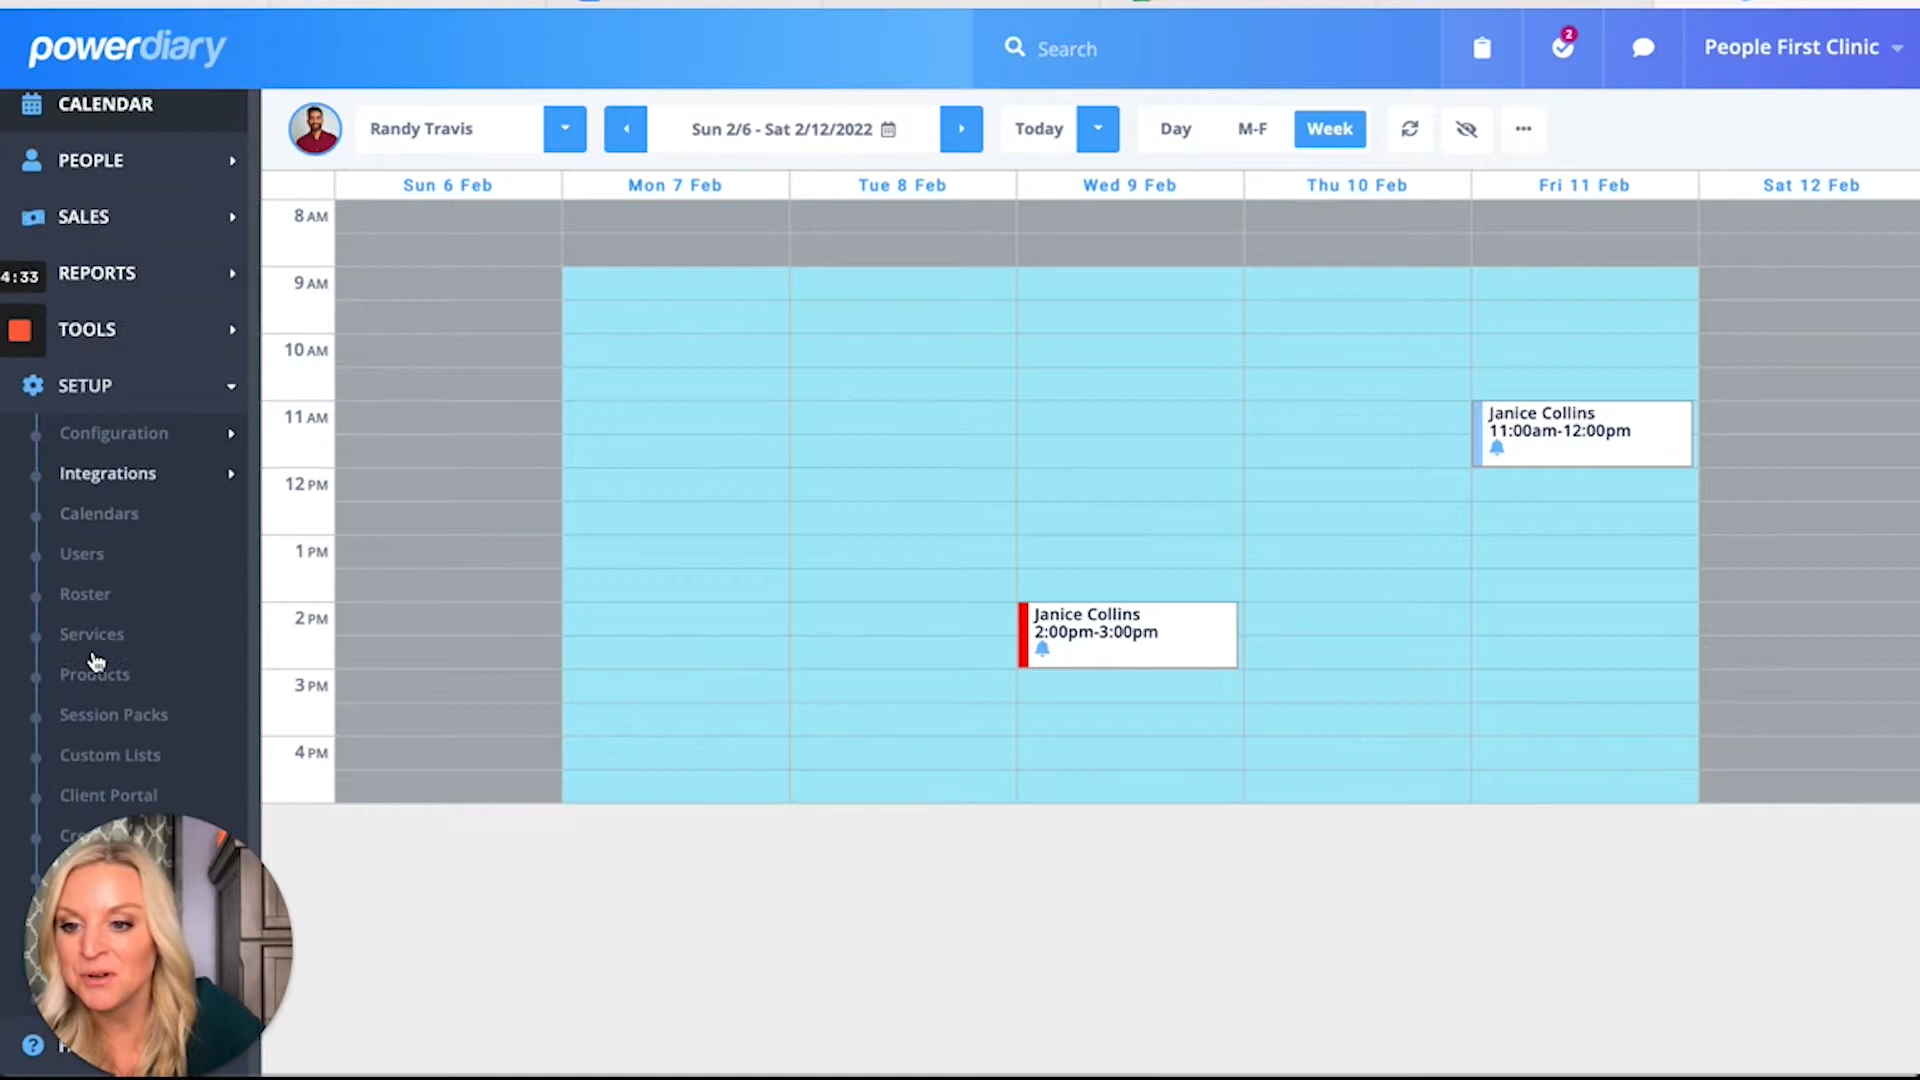 powerdiary
Search
2
People First Clinic
CALENDAR
PEOPLE
SALES
4:33
REPORTS
TOOLS
SETUP
Configuration
Integrations
Calendars
Users
Roster
Services
Products
Session Packs
Custom Lists
Client Portal
Randy Travis
Sun 2/6 - Sat 2/12/2022
Today
Day
M-F
Week
Sun 6 Feb
Mon 7 Feb
Tue 8 Feb
Wed 9 Feb
Thu 10 Feb
Fri 11 Feb
Sat 12 Feb
8 AM
9 AM
10 AM
11 AM
Janice Collins
11:00am-12:00pm
12 PM
1 PM
2 PM
Janice Collins
2:00pm-3:00pm
3 PM
4 PM
?